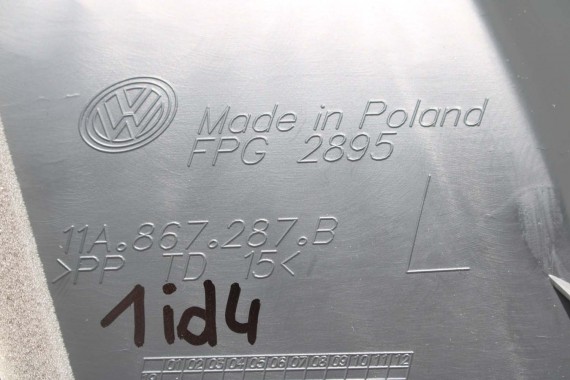 Made in Poland
FPG 2895
11A.867.287.B
>PP TD 15<
L
1id4
01 02 03 04 05 06 07 08 09 10 11 12